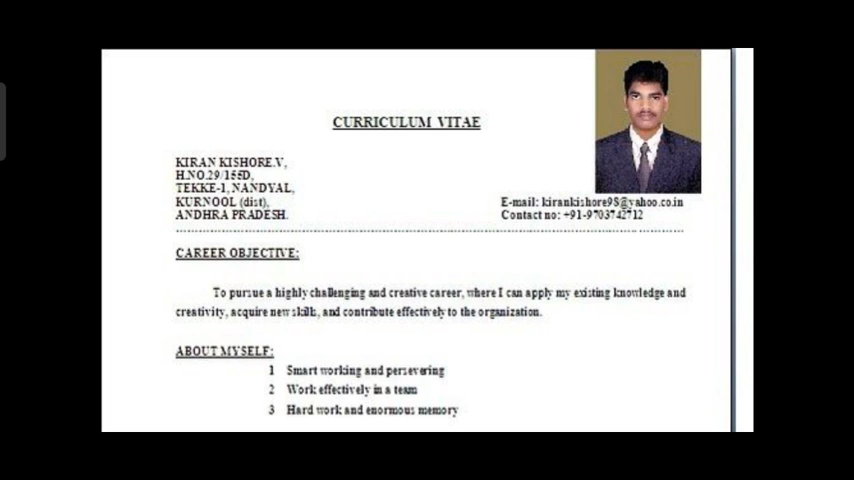 CURRICULUM VITAE
KIRAN KISHORE.V,
H.NO.29/155D,
TEKKE-1, NANDYAL,
KURNOOL (dist),
ANDHRA PRADESH.
E-mail: kirankishore98@yahoo.co.in
Contact no: +91-9703742712
CAREER OBJECTIVE:
To pursue a highly challenging and creative career, where I can apply my existing knowledge and
creativity, acquire new skills, and contribute effectively to the organization.
ABOUT MYSELF:
1 Smart working and persevering
2 Work effectively in a team
3 Hard work and enormous memory